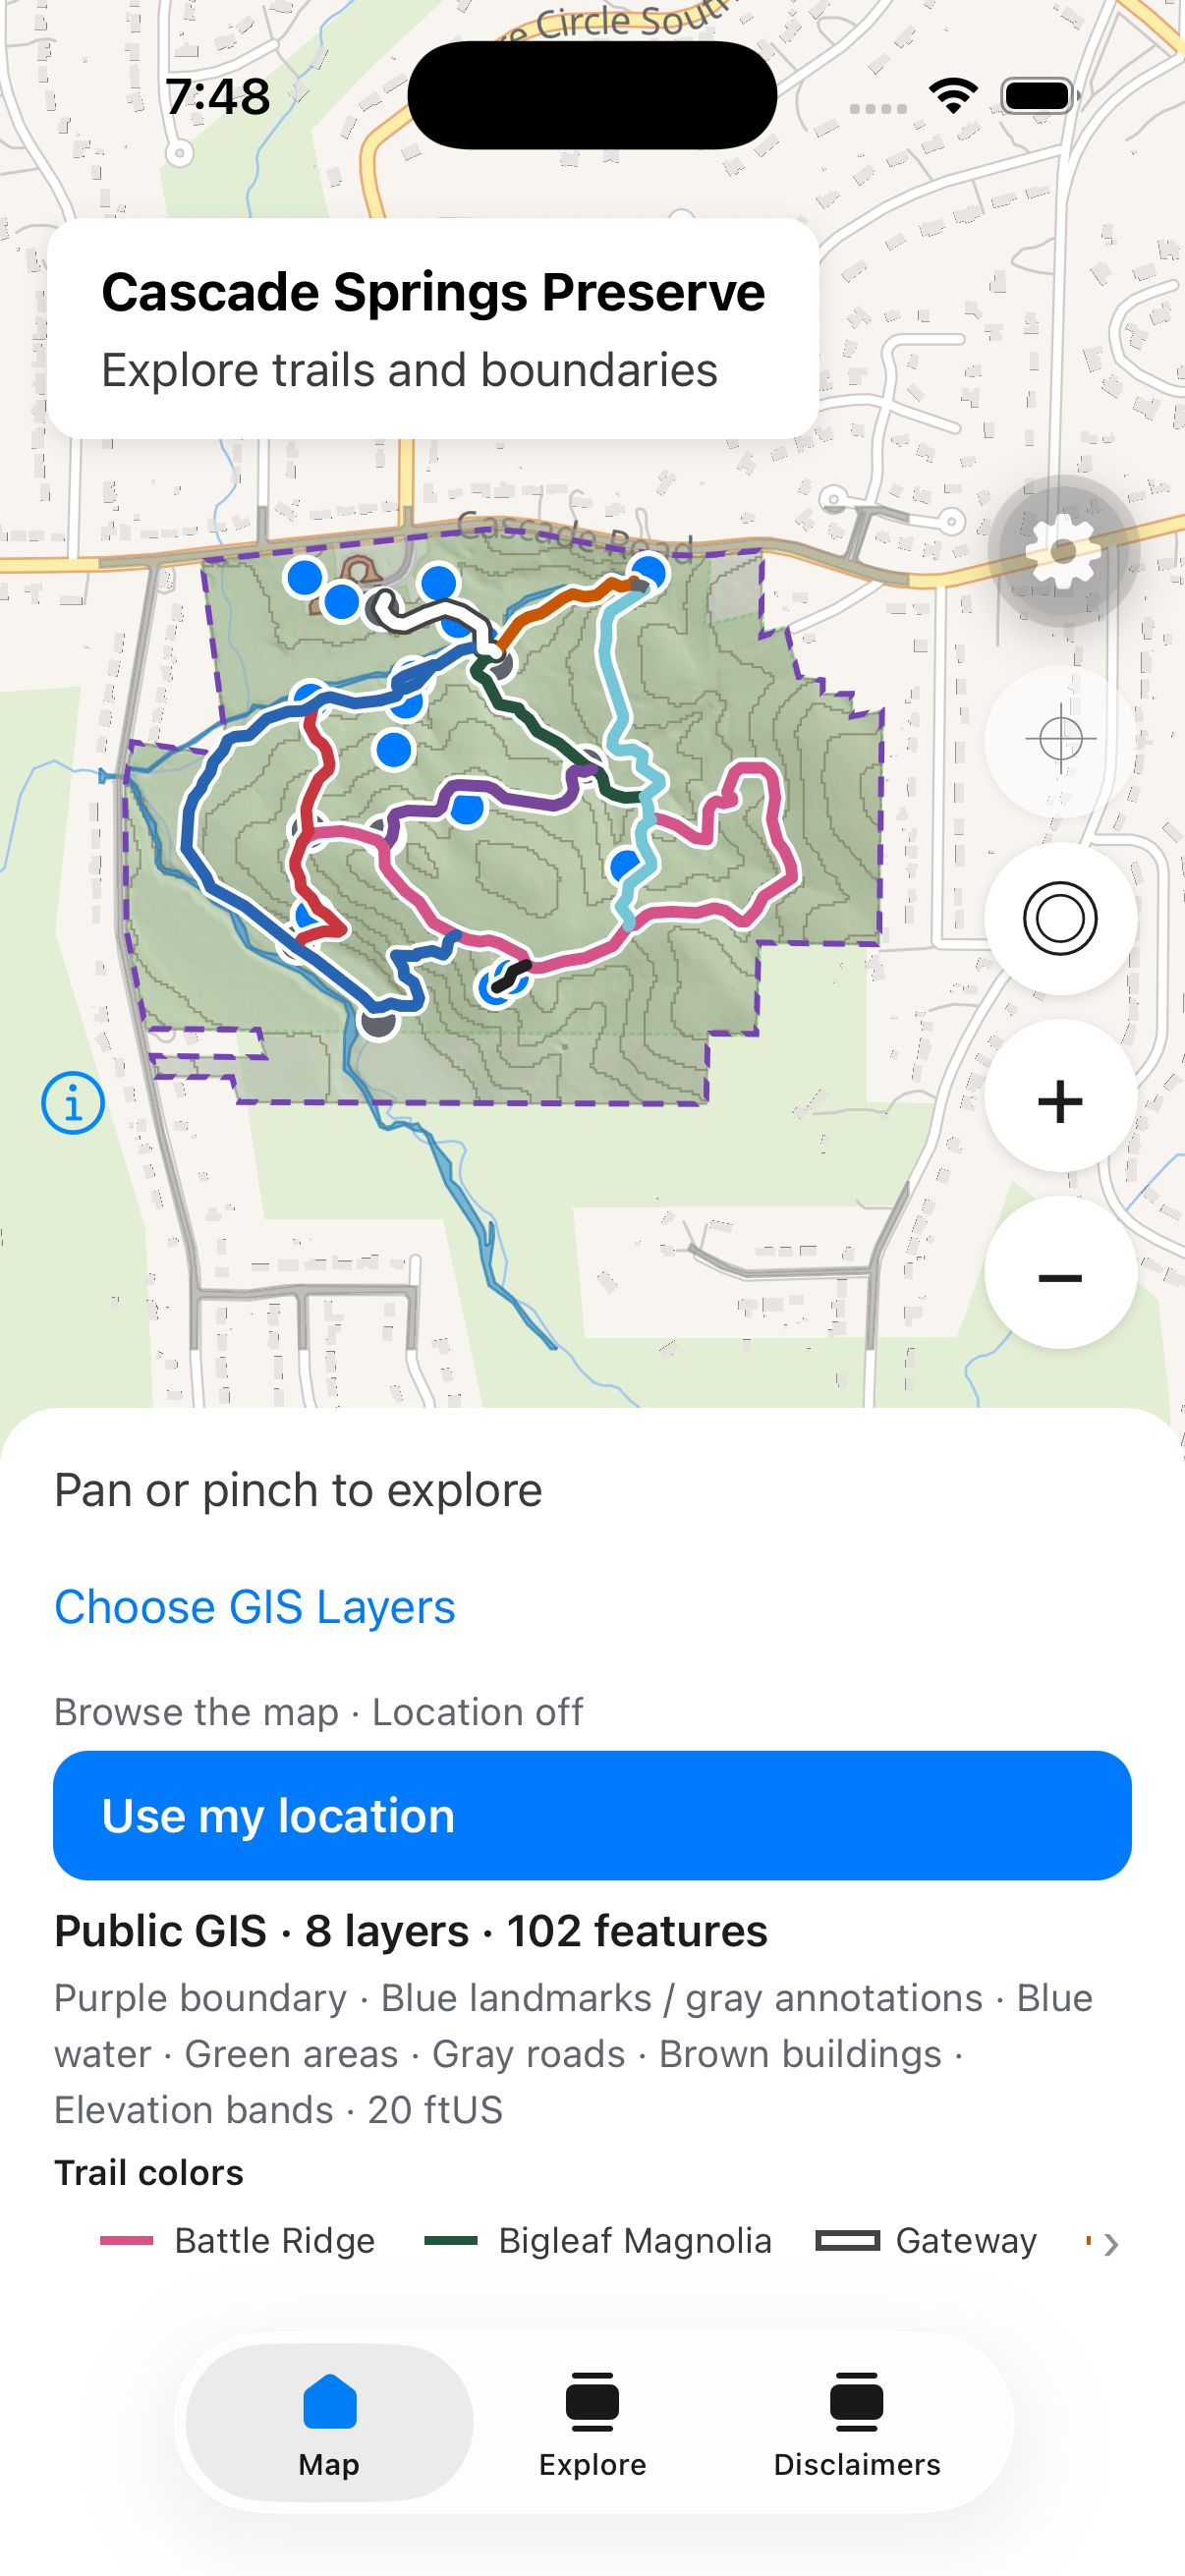 re Circle South
7:48
Cascade Springs Preserve
Explore trails and boundaries
Cascade Road
Pan or pinch to explore
Choose GIS Layers
Browse the map · Location off
Use my location
Public GIS · 8 layers · 102 features
Purple boundary · Blue landmarks / gray annotations · Blue
water · Green areas · Gray roads · Brown buildings ·
Elevation bands · 20 ftUS
Trail colors
Battle Ridge Bigleaf Magnolia Gateway
Map Explore Disclaimers